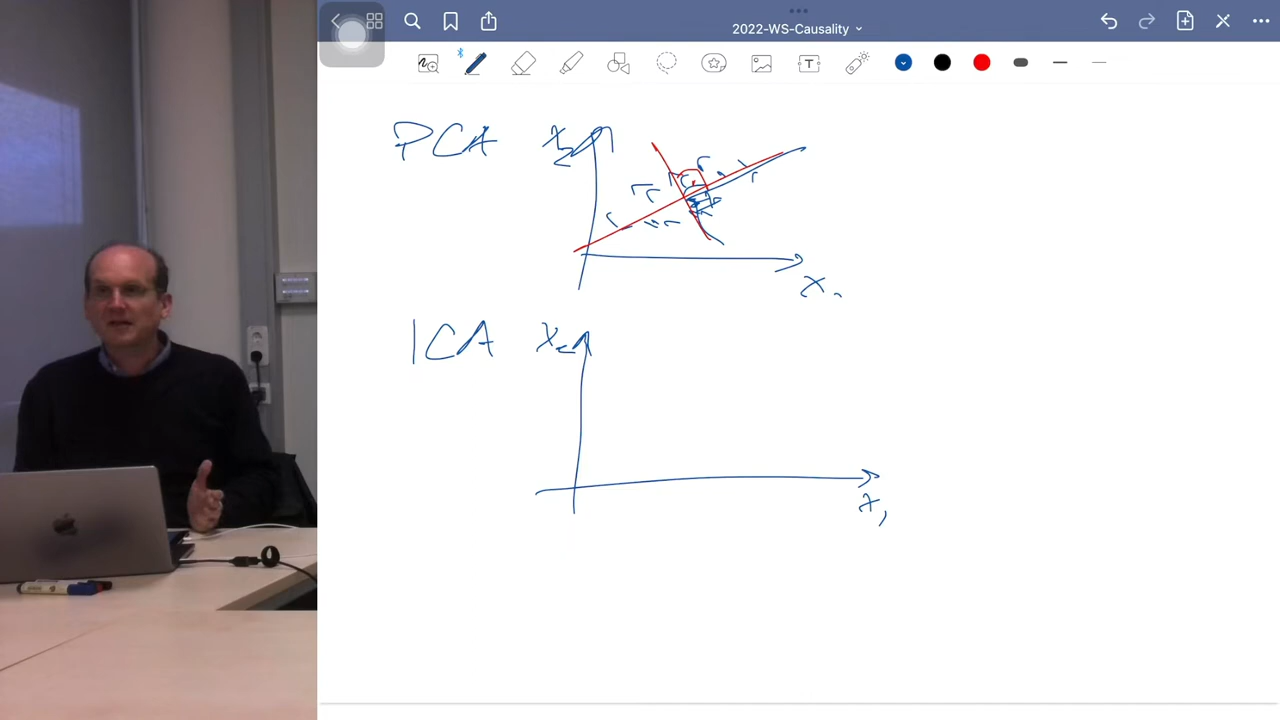 2022-WS-Causality
PCA x₂
x₁
ICA x₂
x₁